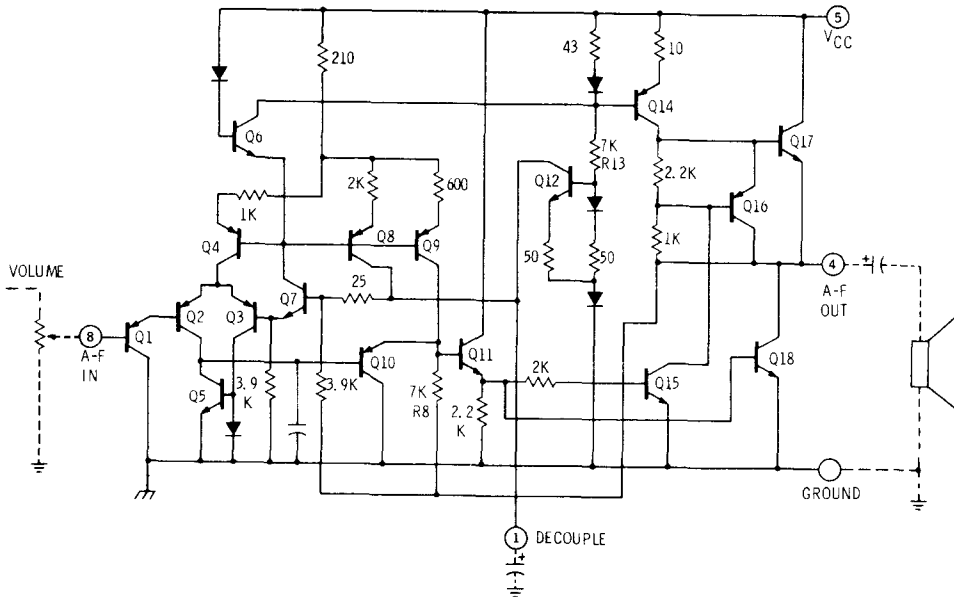 5
VCC
210
43
10
Q6
Q14
Q17
7K
R13
2.2K
2K
600
Q12
1K
Q16
Q4
Q8
Q9
50
50
1K
VOLUME
25
4
A-F
OUT
Q7
Q2
Q3
8
A-F
IN
Q1
Q10
Q11
Q18
Q5
3.9
K
3.9K
7K
R8
2K
Q15
2.2
K
GROUND
1
DECOUPLE
+
+